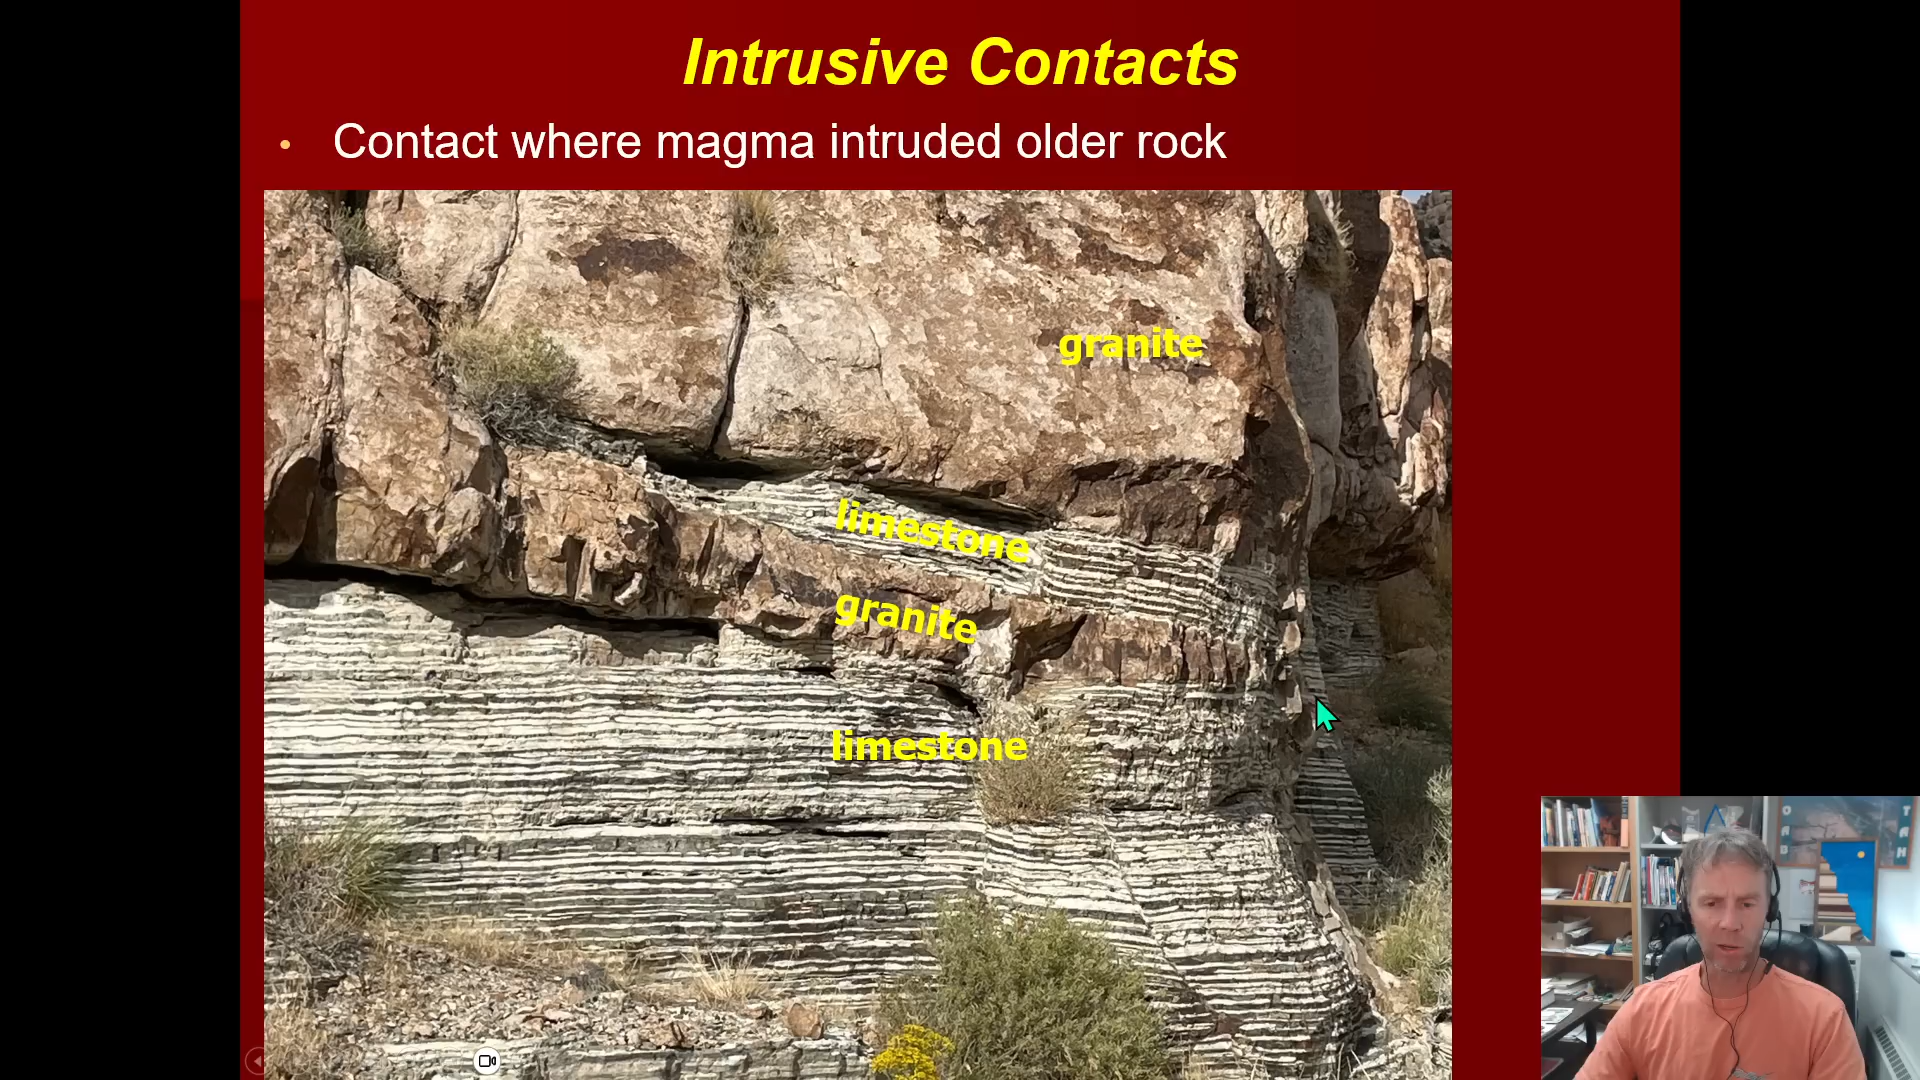 Intrusive Contacts
• Contact where magma intruded older rock
granite
limestone
granite
limestone